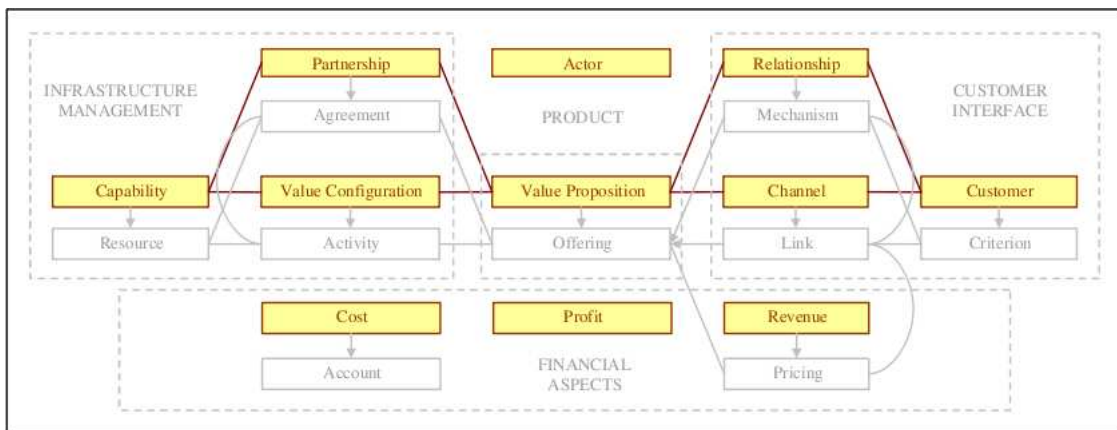 Partnership
Actor
Relationship
INFRASTRUCTURE
MANAGEMENT
CUSTOMER
INTERFACE
Agreement
PRODUCT
Mechanism
Capability
Value Configuration
Value Proposition
Channel
Customer
Resource
Activity
Offering
Link
Criterion
Cost
Profit
Revenue
Account
FINANCIAL
ASPECTS
Pricing